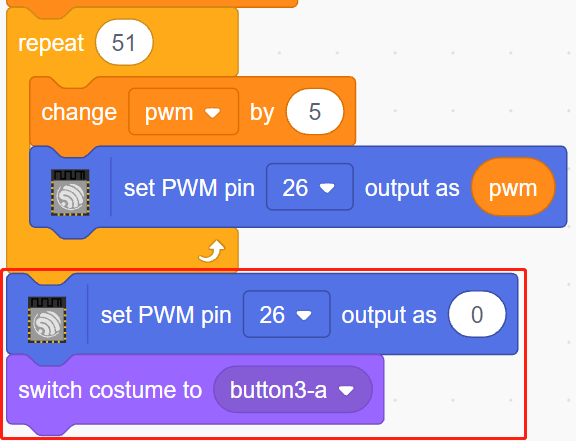 repeat 51
change pwm by 5
set PWM pin 26 output as pwm
set PWM pin 26 output as 0
switch costume to button3-a